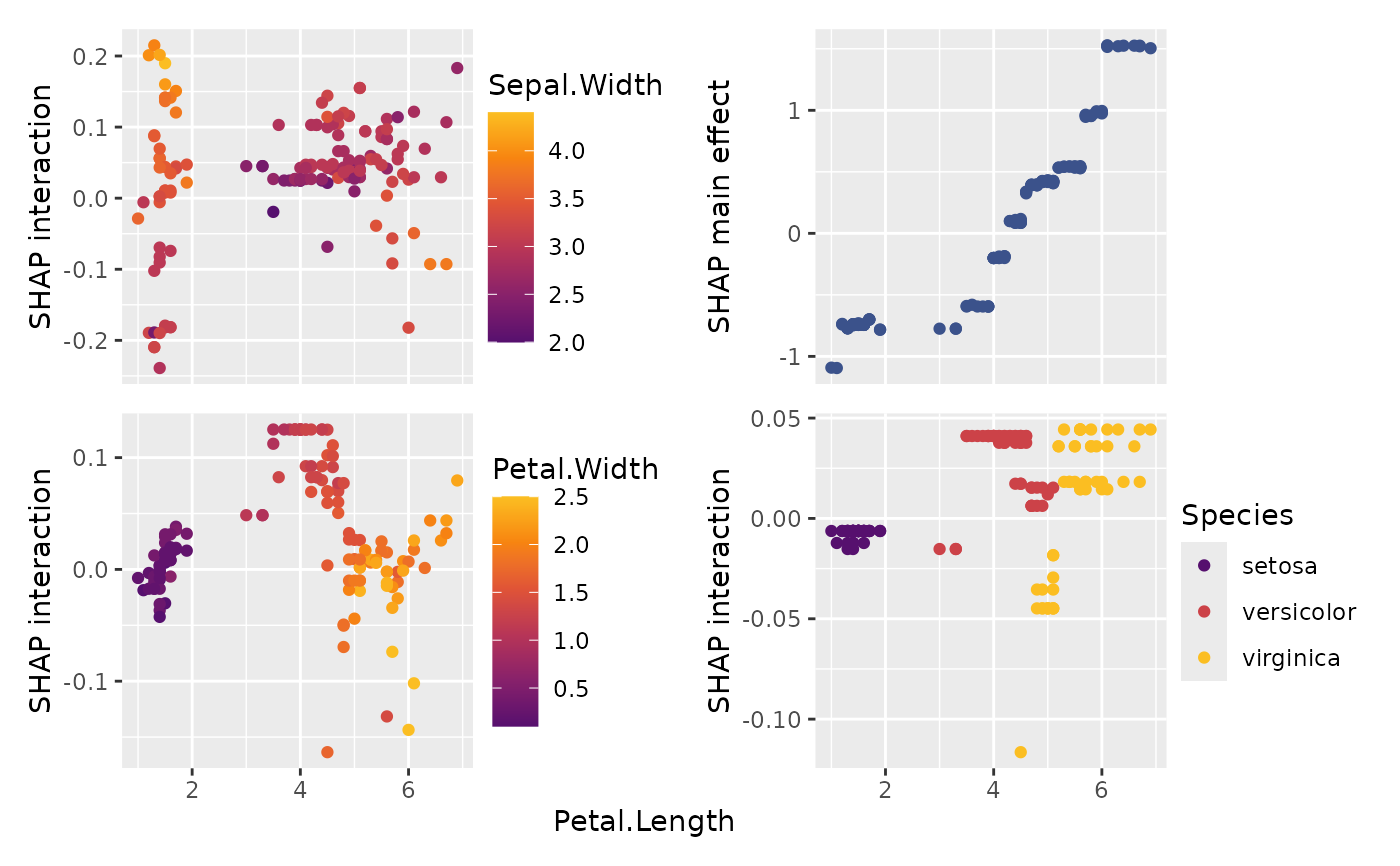 SHAP interaction
0.2
0.1
0.0
-0.1
-0.2
Sepal.Width
4.0
3.5
3.0
2.5
2.0
SHAP main effect
1
0
-1
SHAP interaction
0.1
0.0
-0.1
2
4
6
Petal.Width
2.5
2.0
1.5
1.0
0.5
SHAP interaction
0.05
0.00
-0.05
-0.10
2
4
6
Species
setosa
versicolor
virginica
Petal.Length